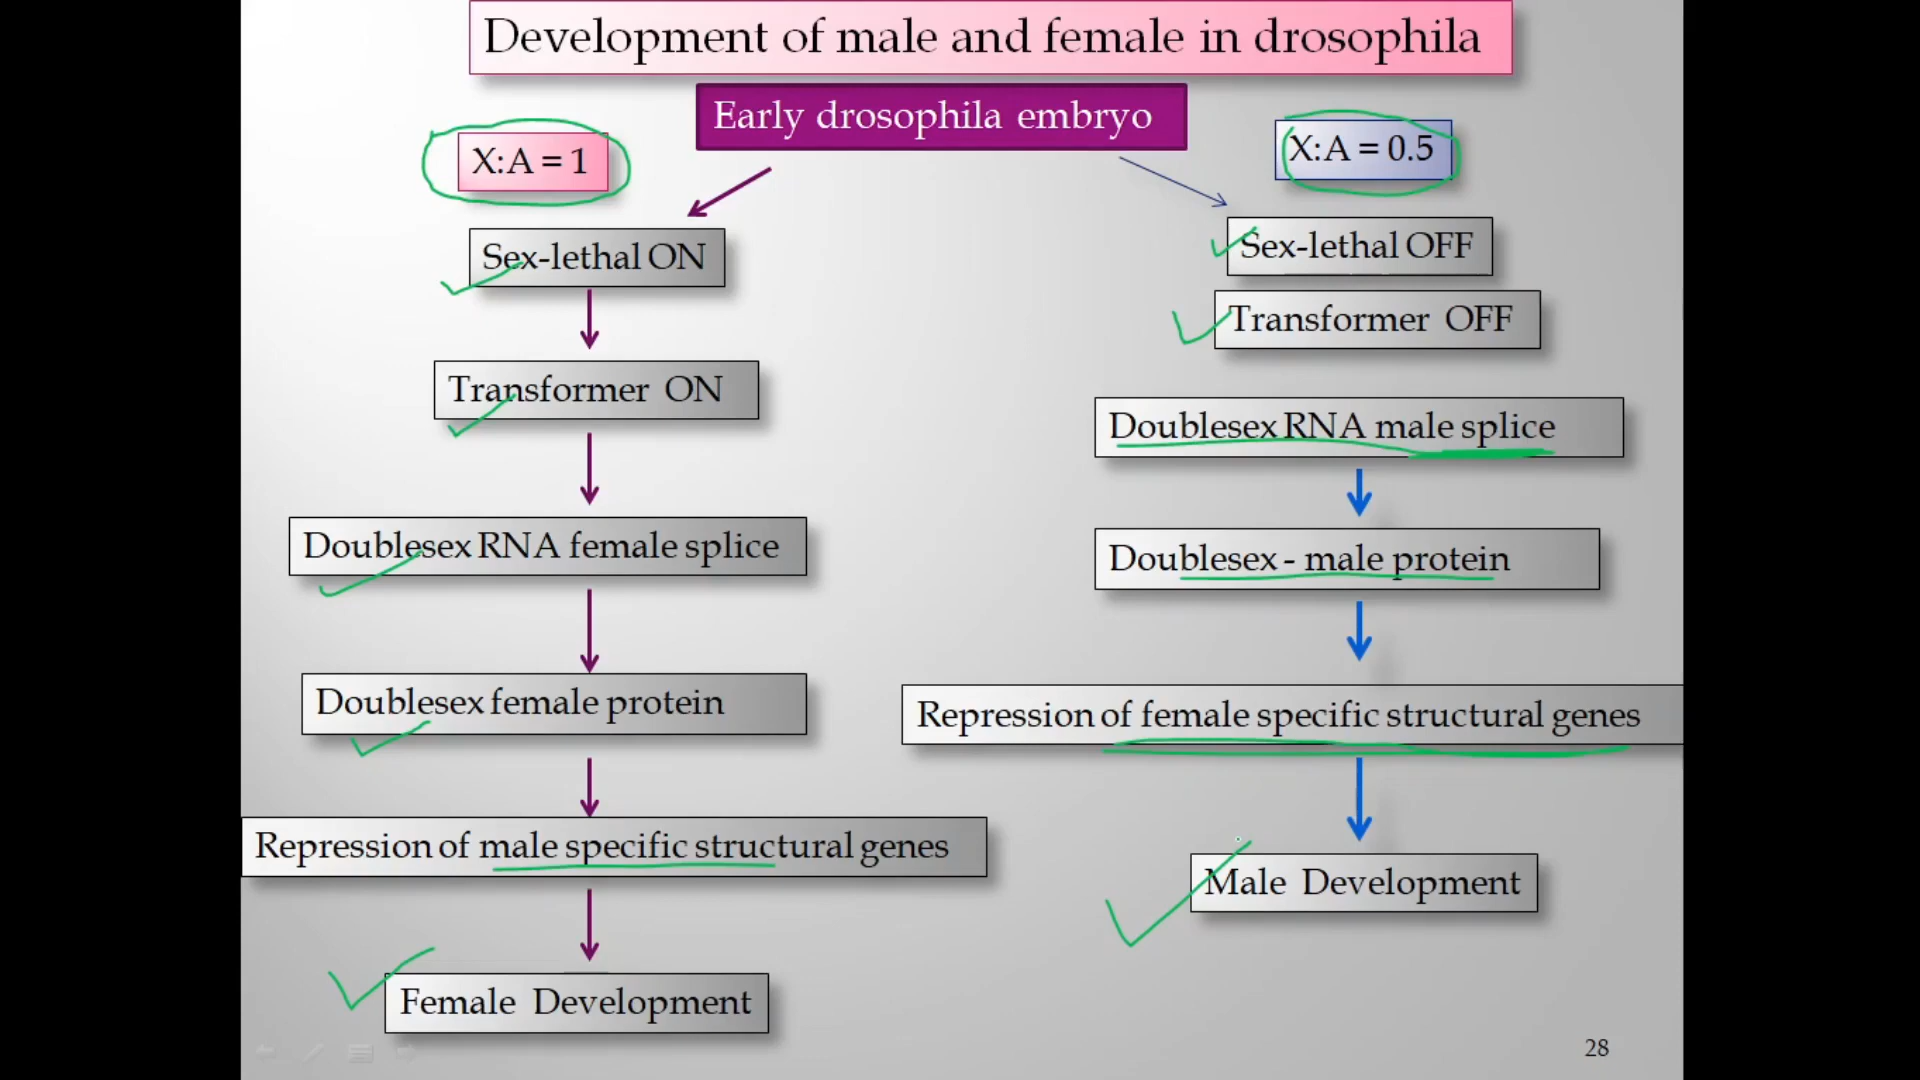 Development of male and female in drosophila
Early drosophila embryo
X:A = 1
Sex-lethal ON
Transformer ON
Doublesex RNA female splice
Doublesex female protein
Repression of male specific structural genes
Female Development
X:A = 0.5
Sex-lethal OFF
Transformer OFF
Doublesex RNA male splice
Doublesex - male protein
Repression of female specific structural genes
Male Development
28